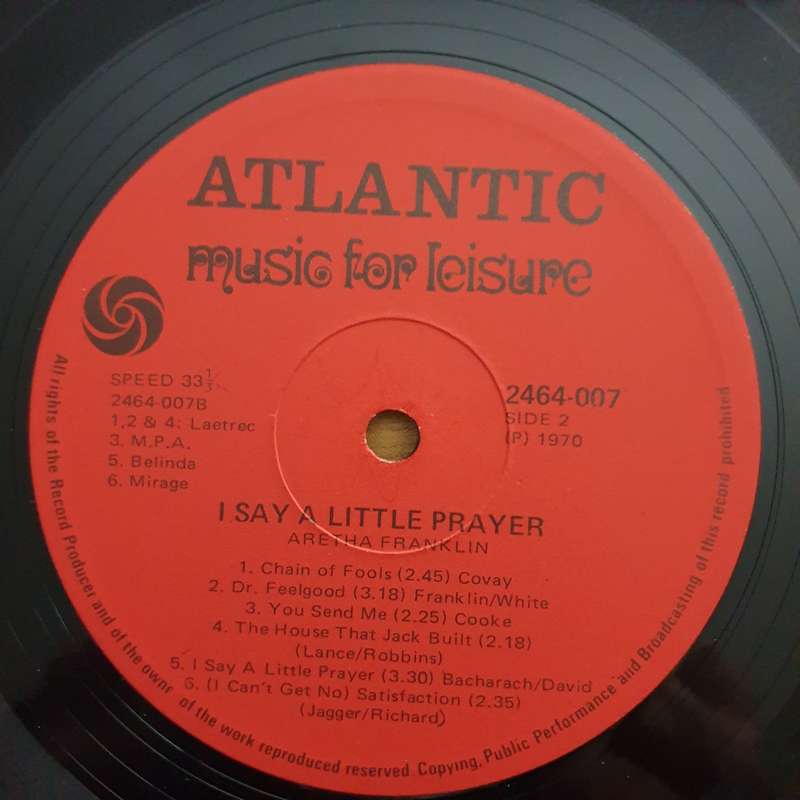 ATLANTIC
music for leisure
SPEED 33⅓
2464-007B
1,2 & 4: Laetrec
3. M.P.A.
5. Belinda
6. Mirage
2464-007
SIDE 2
(P) 1970
I SAY A LITTLE PRAYER
ARETHA FRANKLIN
1. Chain of Fools (2.45) Covay
2. Dr. Feelgood (3.18) Franklin/White
3. You Send Me (2.25) Cooke
4. The House That Jack Built (2.18)
(Lance/Robbins)
5. I Say A Little Prayer (3.30) Bacharach/David
6. (I Can't Get No) Satisfaction (2.35)
(Jagger/Richard)
All rights of the Record Producer and of the owner of the work reproduced reserved. Copying, Public Performance and Broadcasting of this record prohibited